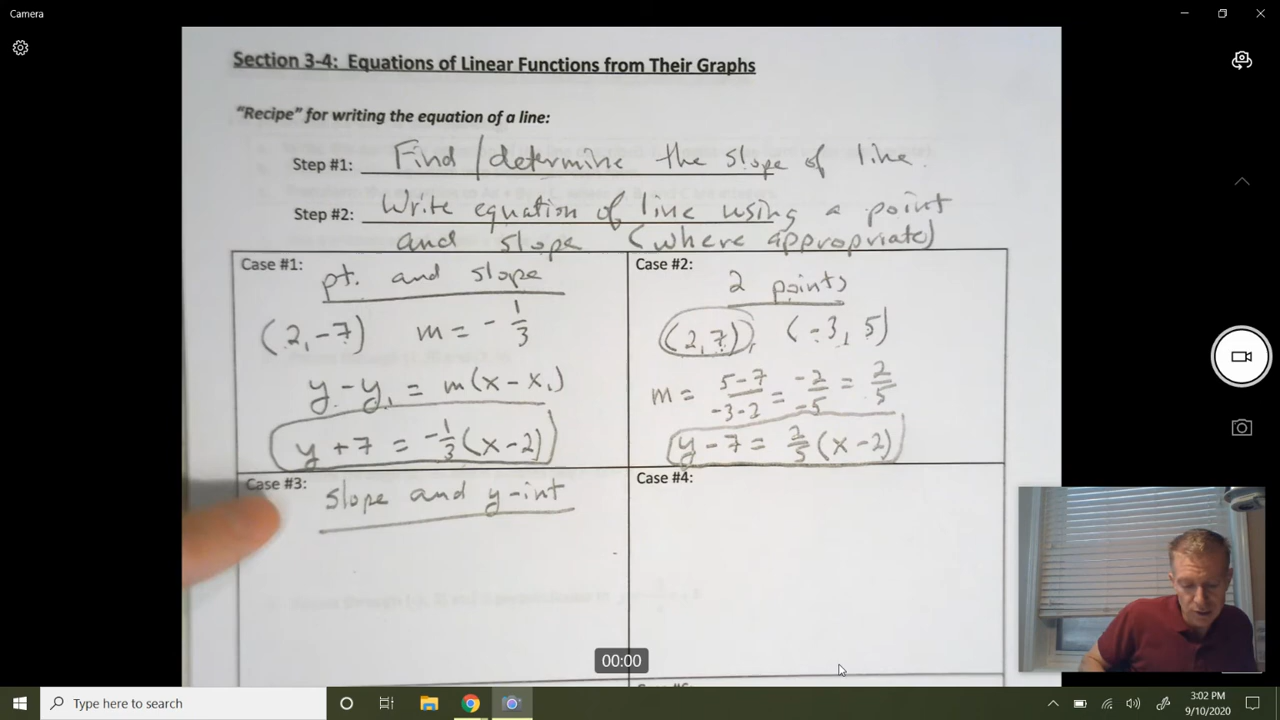 Camera
Section 3-4: Equations of Linear Functions from Their Graphs
"Recipe" for writing the equation of a line:
Step #1: Find / determine the slope of line.
Step #2: Write equation of line using a point
and slope (where appropriate)
Case #1:
pt. and slope
(2, -7) m = -1/3
y - y₁ = m(x - x₁)
y + 7 = -1/3 (x - 2)
Case #2:
2 points
(2, 7), (-3, 5)
m = 5-7/-3-2 = -2/-5 = 2/5
y - 7 = 2/5 (x - 2)
Case #3: slope and y-int
Case #4:
00:00
Type here to search
3:02 PM
9/10/2020